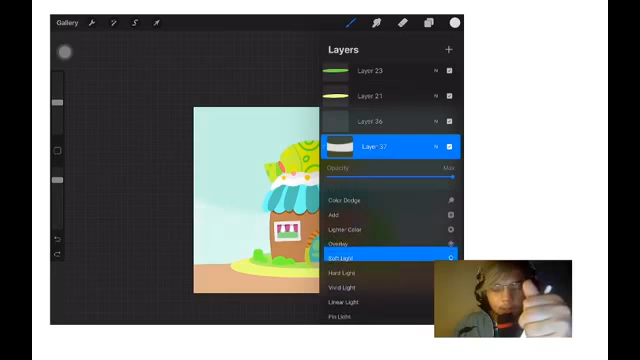 Gallery
Layers
Layer 23 N
Layer 21 N
Layer 36 N
Layer 37 N
Opacity Max
Color Dodge
Add
Lighter Color
Overlay
Soft Light
Hard Light
Vivid Light
Linear Light
Pin Light